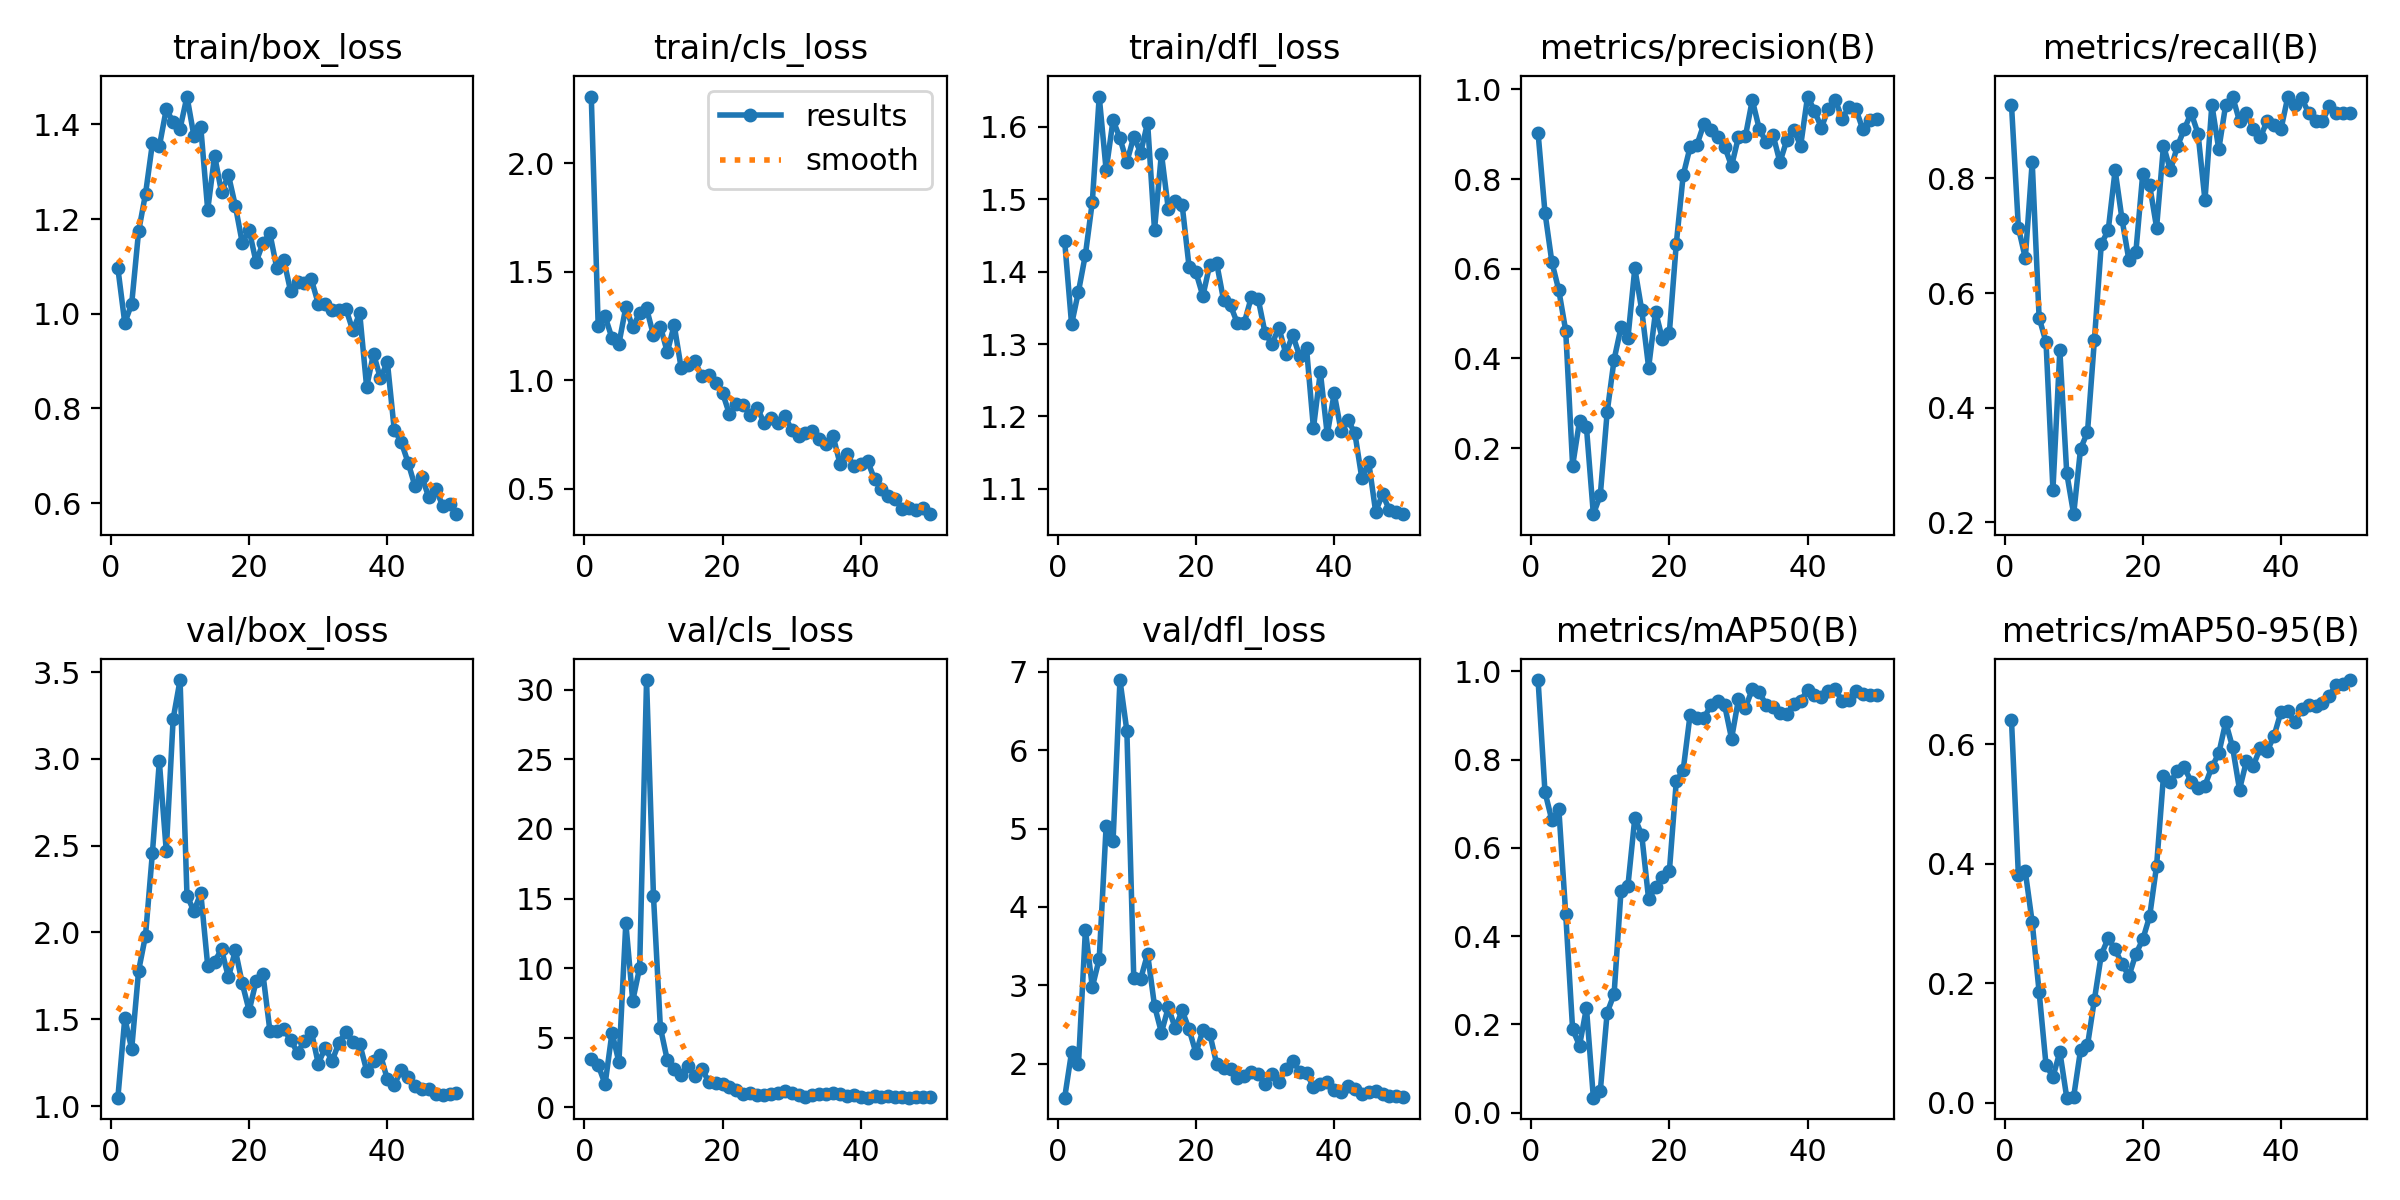 train/box_loss
1.4
1.2
1.0
0.8
0.6
0 20 40
train/cls_loss
results
smooth
2.0
1.5
1.0
0.5
0 20 40
train/dfl_loss
1.6
1.5
1.4
1.3
1.2
1.1
0 20 40
metrics/precision(B)
1.0
0.8
0.6
0.4
0.2
0 20 40
metrics/recall(B)
0.8
0.6
0.4
0.2
0 20 40
val/box_loss
3.5
3.0
2.5
2.0
1.5
1.0
0 20 40
val/cls_loss
30
25
20
15
10
5
0
0 20 40
val/dfl_loss
7
6
5
4
3
2
0 20 40
metrics/mAP50(B)
1.0
0.8
0.6
0.4
0.2
0.0
0 20 40
metrics/mAP50-95(B)
0.6
0.4
0.2
0.0
0 20 40